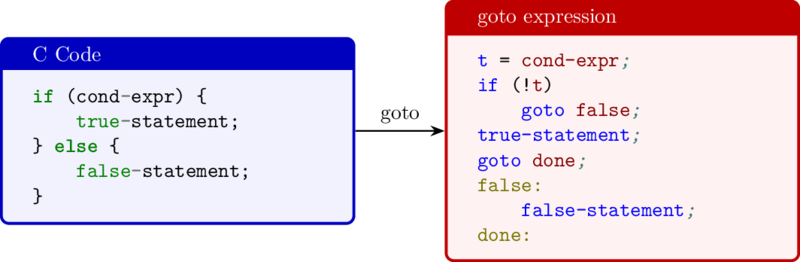 C Code
if (cond-expr) {
    true-statement;
} else {
    false-statement;
}
goto
goto expression
t = cond-expr;
if (!t)
    goto false;
true-statement;
goto done;
false:
    false-statement;
done: